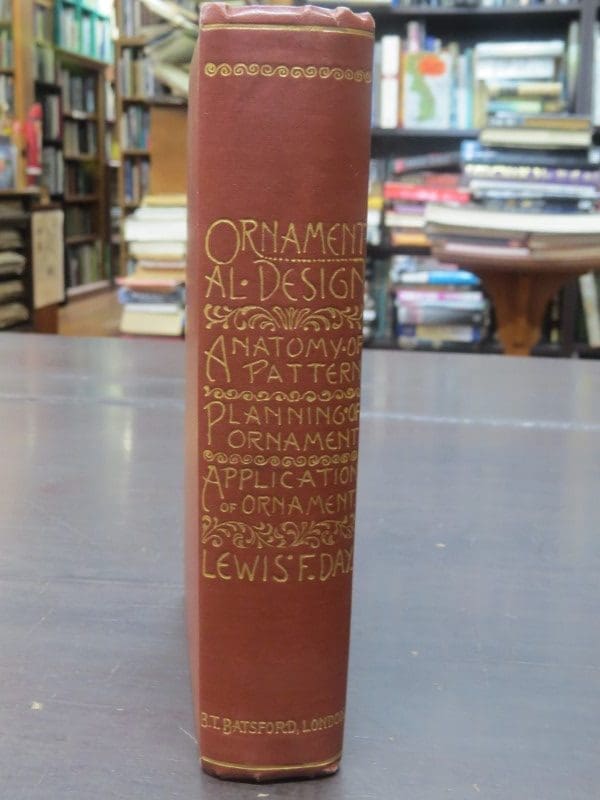 ORNAMENT
AL·DESIGN
ANATOMY·OF
PATTERN
PLANNING·OF
ORNAMENT
APPLICATION
OF ORNAMENT
LEWIS·F.DAY.
B.T. BATSFORD, LONDON